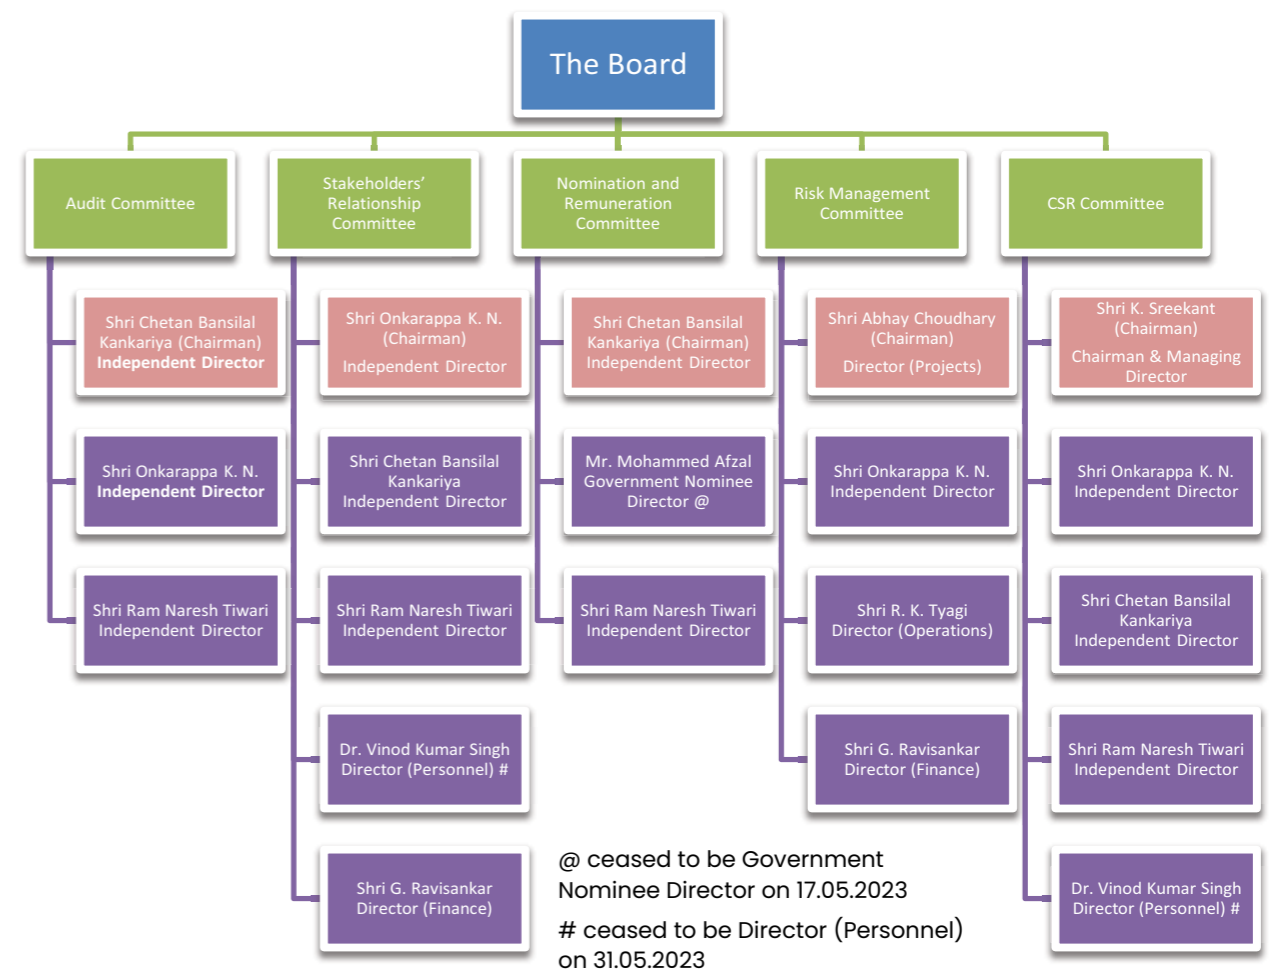 The Board
Audit Committee
Stakeholders’
Relationship
Committee
Nomination and
Remuneration
Committee
Risk Management
Committee
CSR Committee
Shri Chetan Bansilal
Kankariya (Chairman)
Independent Director
Shri Onkarappa K. N.
Independent Director
Shri Ram Naresh Tiwari
Independent Director
Shri Onkarappa K. N.
(Chairman)
Independent Director
Shri Chetan Bansilal
Kankariya
Independent Director
Shri Ram Naresh Tiwari
Independent Director
Dr. Vinod Kumar Singh
Director (Personnel) #
Shri G. Ravisankar
Director (Finance)
Shri Chetan Bansilal
Kankariya (Chairman)
Independent Director
Mr. Mohammed Afzal
Government Nominee
Director @
Shri Ram Naresh Tiwari
Independent Director
Shri Abhay Choudhary
(Chairman)
Director (Projects)
Shri Onkarappa K. N.
Independent Director
Shri R. K. Tyagi
Director (Operations)
Shri G. Ravisankar
Director (Finance)
Shri K. Sreekant
(Chairman)
Chairman & Managing
Director
Shri Onkarappa K. N.
Independent Director
Shri Chetan Bansilal
Kankariya
Independent Director
Shri Ram Naresh Tiwari
Independent Director
Dr. Vinod Kumar Singh
Director (Personnel) #
@ ceased to be Government
Nominee Director on 17.05.2023
# ceased to be Director (Personnel)
on 31.05.2023